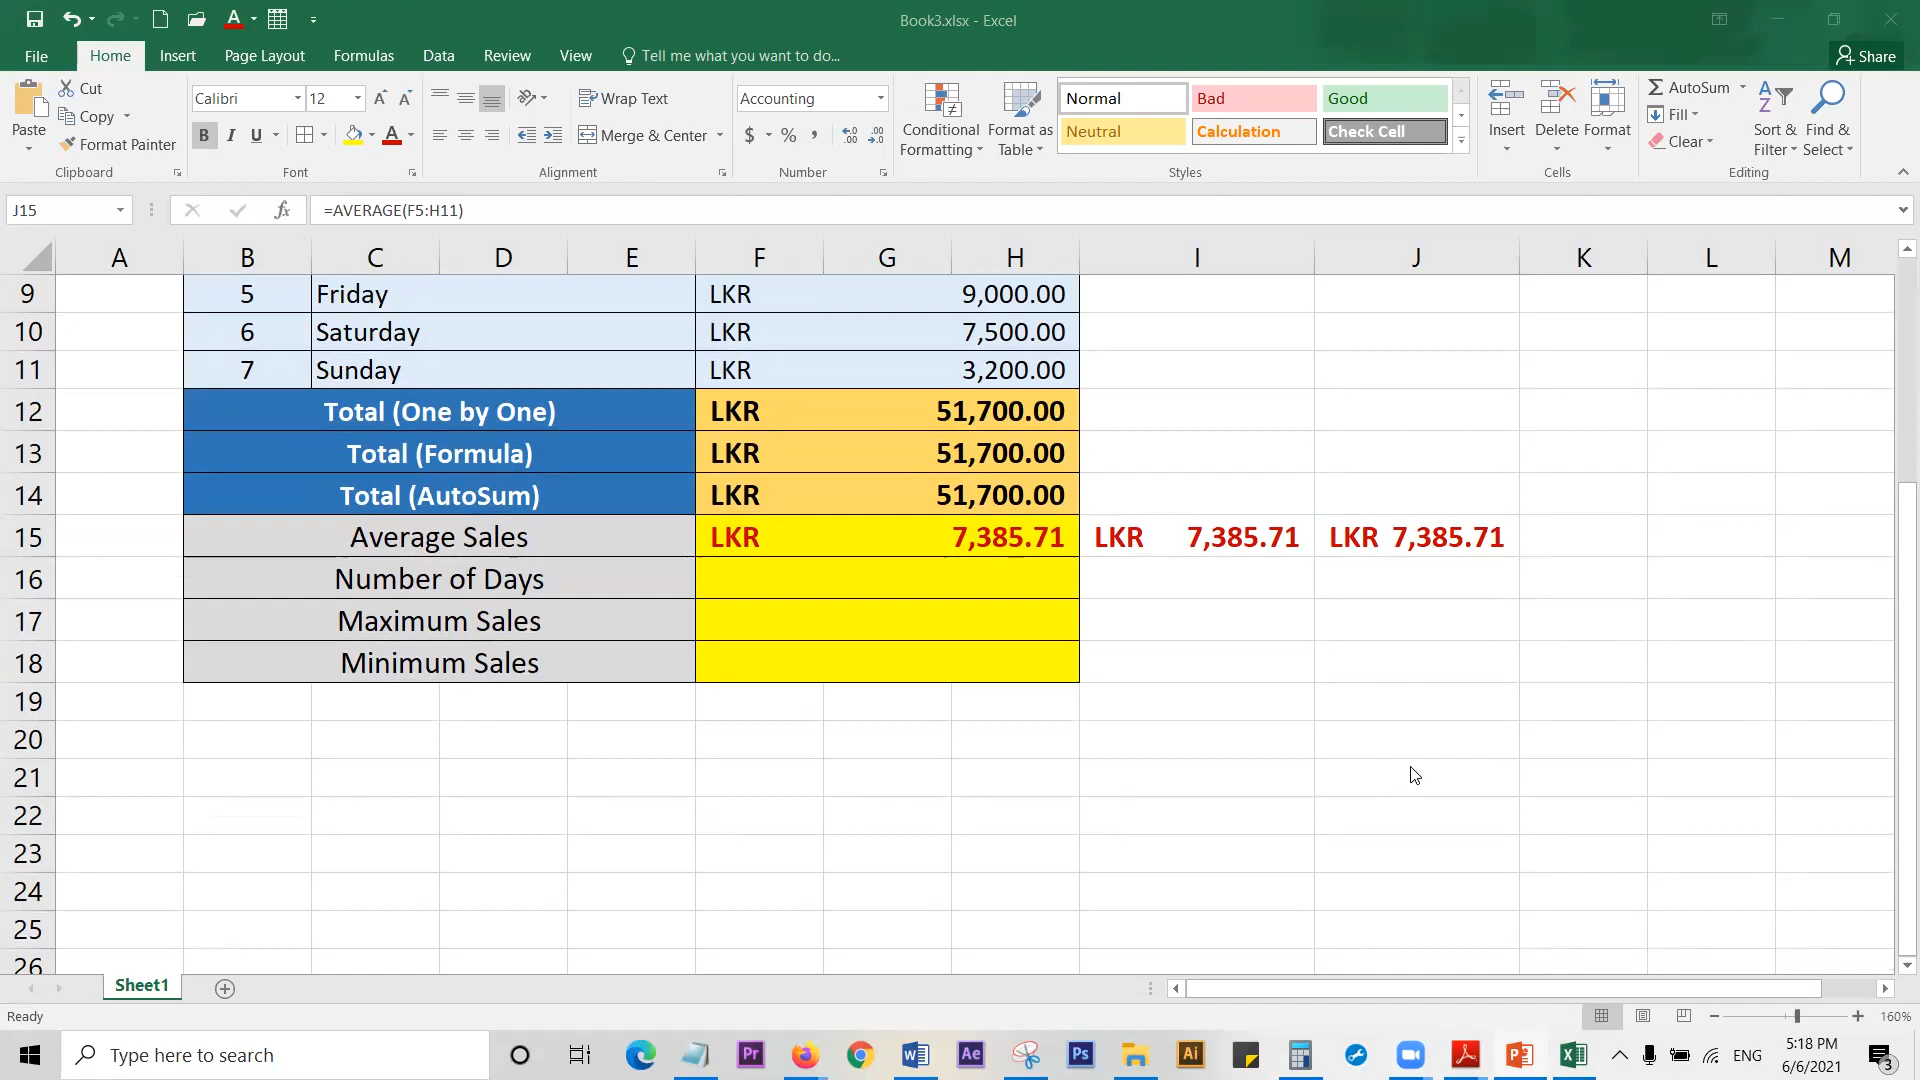 Book3.xlsx - Excel
File Home Insert Page Layout Formulas Data Review View Tell me what you want to do... Share
Paste
Cut
Copy
Format Painter
Clipboard
Calibri 12
B I U
Font
Wrap Text
Merge & Center
Alignment
Accounting
$ % ,
Number
Conditional Formatting
Format as Table
Normal Bad Good
Neutral Calculation Check Cell
Styles
Insert Delete Format
Cells
AutoSum
Fill
Clear
Sort & Filter
Find & Select
Editing
J15 fx =AVERAGE(F5:H11)
A B C D E F G H I J K L M
9 5 Friday LKR 9,000.00
10 6 Saturday LKR 7,500.00
11 7 Sunday LKR 3,200.00
12 Total (One by One) LKR 51,700.00
13 Total (Formula) LKR 51,700.00
14 Total (AutoSum) LKR 51,700.00
15 Average Sales LKR 7,385.71 LKR 7,385.71 LKR 7,385.71
16 Number of Days
17 Maximum Sales
18 Minimum Sales
19
20
21
22
23
24
25
26
Sheet1
Ready 160%
Type here to search
Pr
Ae
Ps
Ai
ENG
5:18 PM
6/6/2021
3